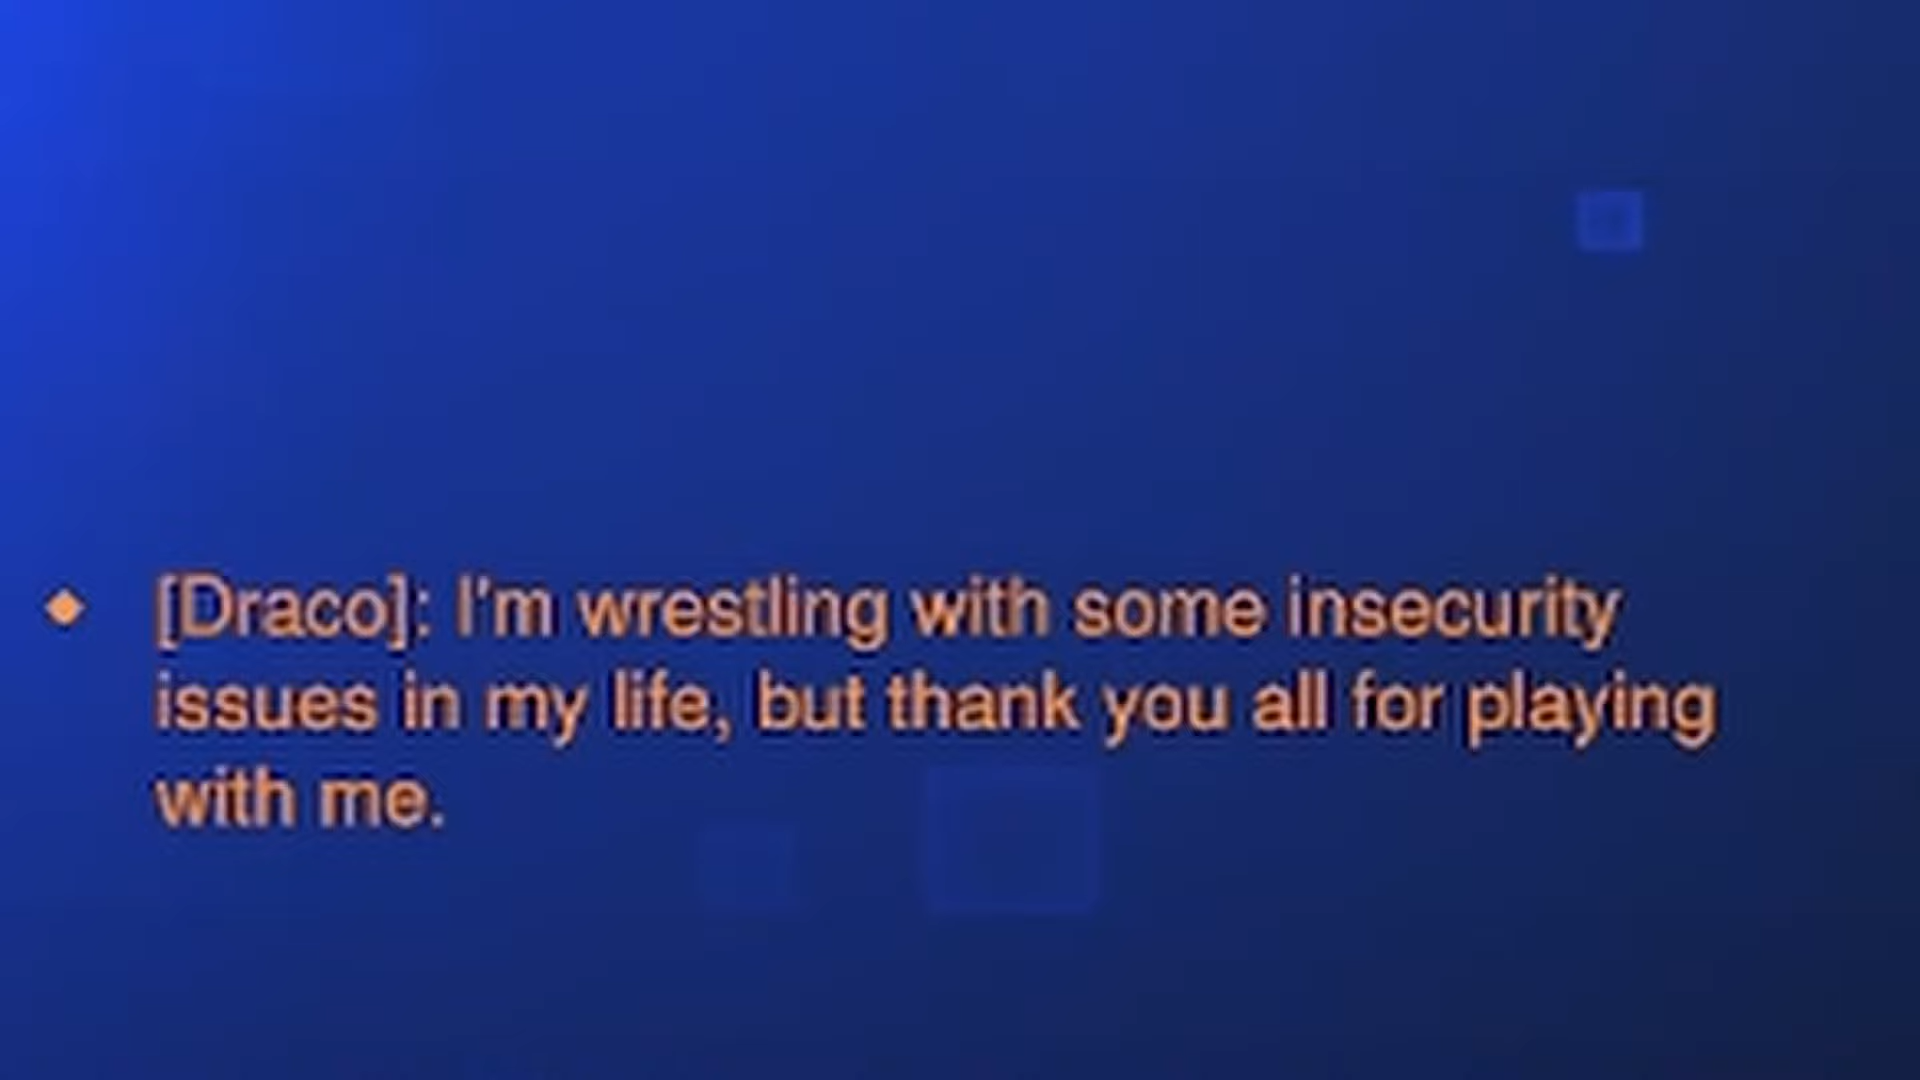 [Draco]: I'm wrestling with some insecurity
issues in my life, but thank you all for playing
with me.